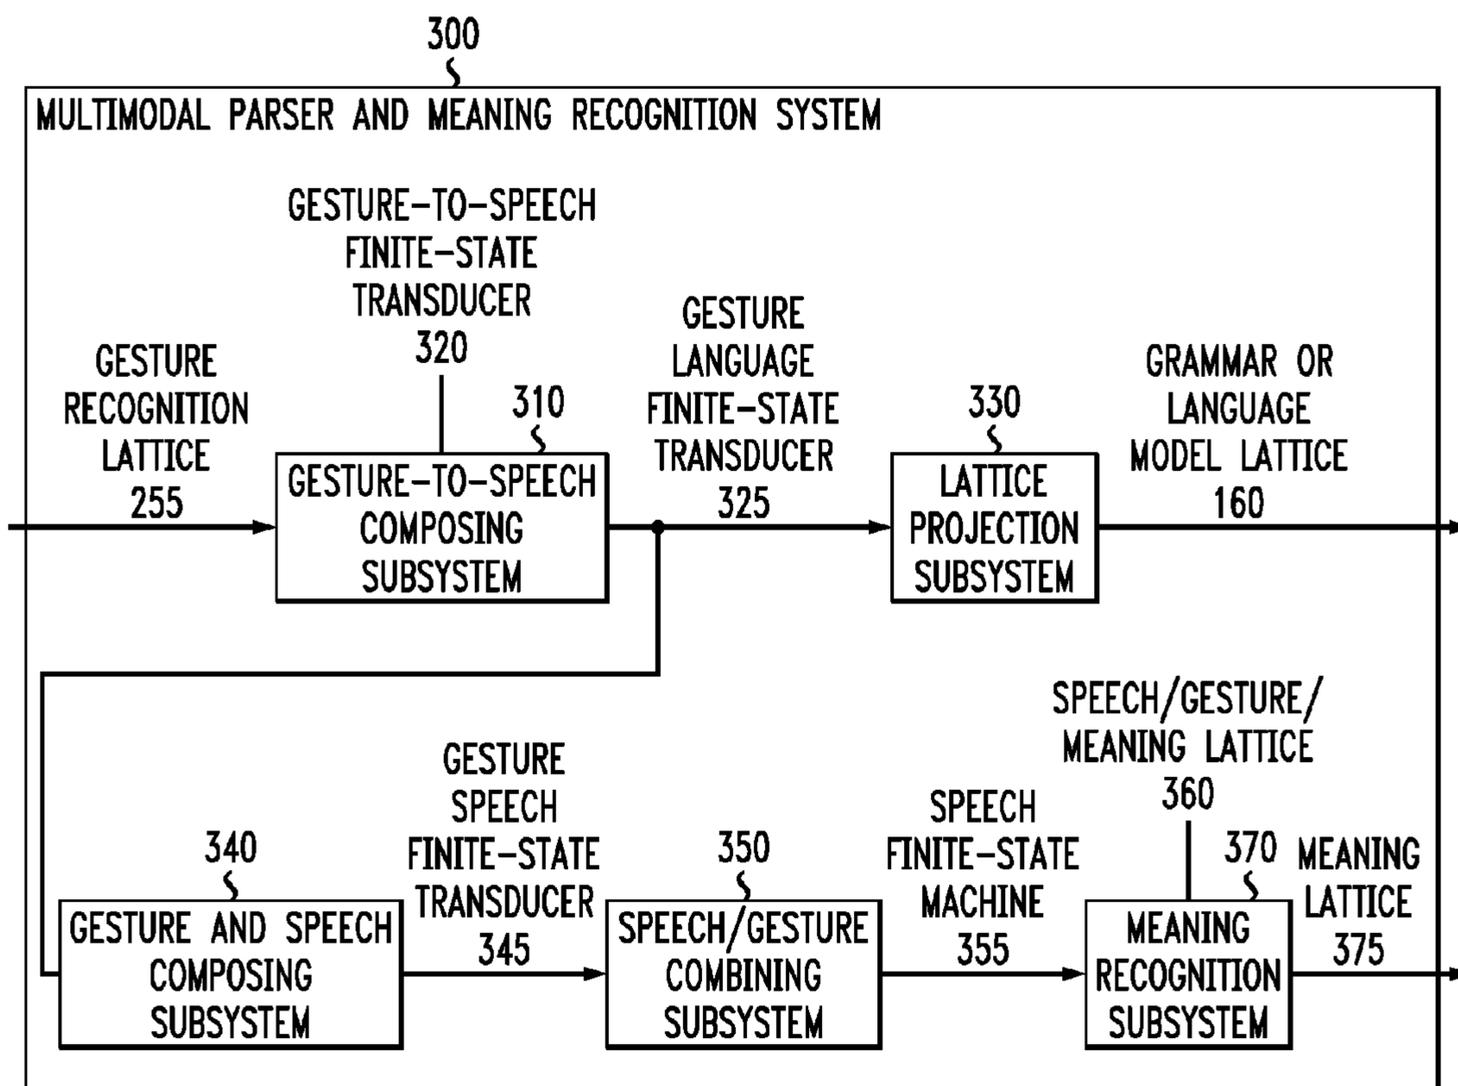 300
MULTIMODAL PARSER AND MEANING RECOGNITION SYSTEM
GESTURE-TO-SPEECH
FINITE-STATE
TRANSDUCER
320
GESTURE
RECOGNITION
LATTICE
255
310
GESTURE-TO-SPEECH
COMPOSING
SUBSYSTEM
GESTURE
LANGUAGE
FINITE-STATE
TRANSDUCER
325
330
LATTICE
PROJECTION
SUBSYSTEM
GRAMMAR OR
LANGUAGE
MODEL LATTICE
160
340
GESTURE AND SPEECH
COMPOSING
SUBSYSTEM
GESTURE
SPEECH
FINITE-STATE
TRANSDUCER
345
350
SPEECH/GESTURE
COMBINING
SUBSYSTEM
SPEECH
FINITE-STATE
MACHINE
355
SPEECH/GESTURE/
MEANING LATTICE
360
370
MEANING
RECOGNITION
SUBSYSTEM
MEANING
LATTICE
375